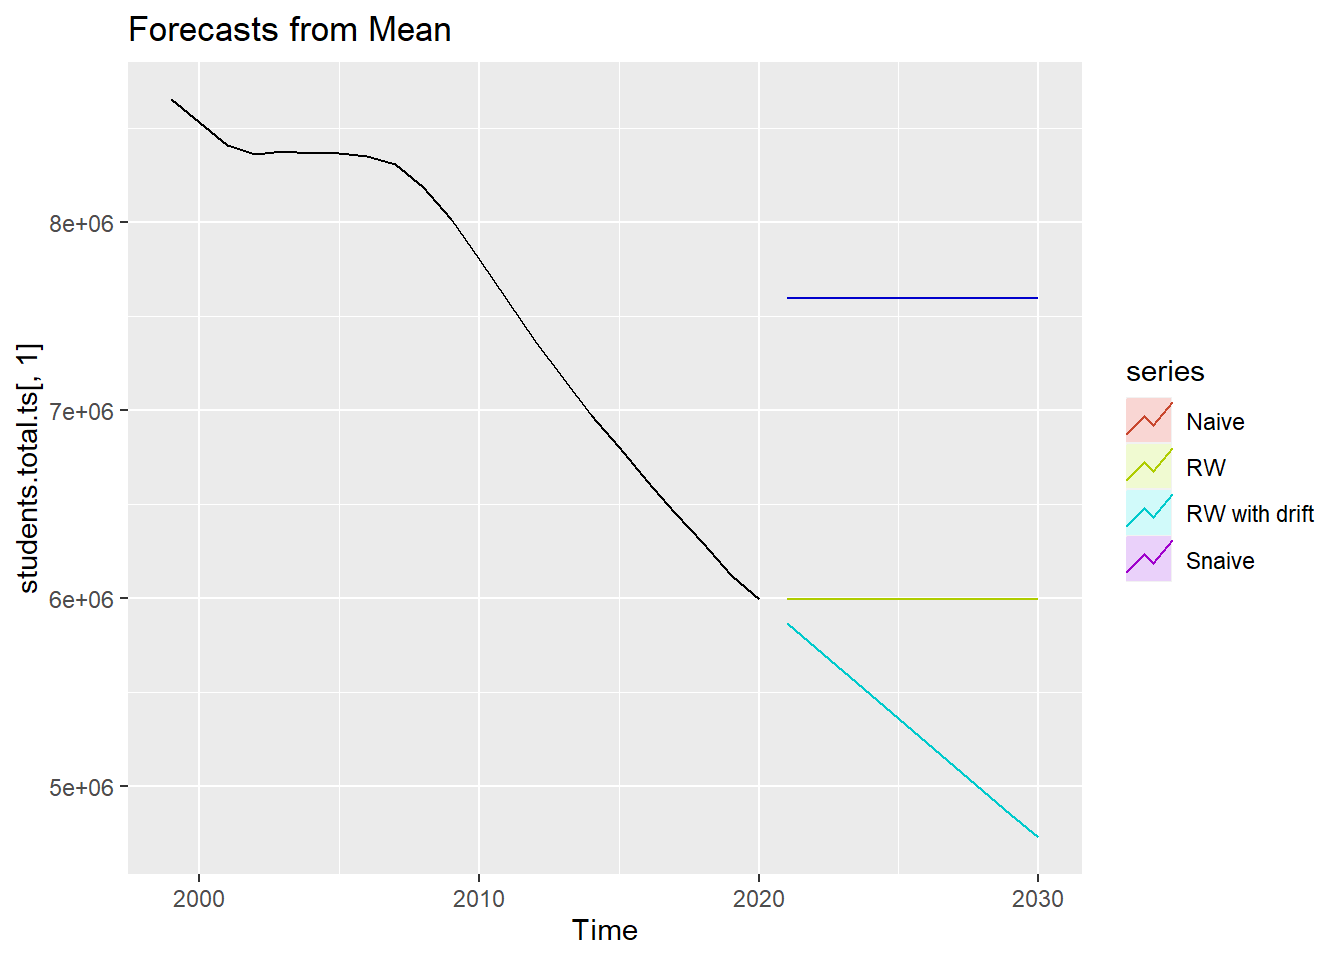 Forecasts from Mean
students.total.ts[, 1]
8e+06
7e+06
6e+06
5e+06
2000
2010
2020
2030
Time
series
Naive
RW
RW with drift
Snaive